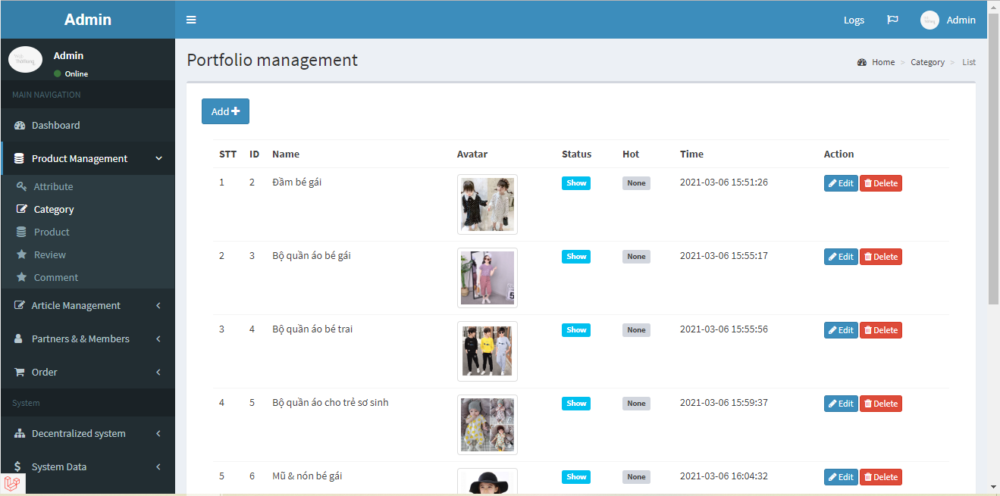 Admin
Logs
Admin
Admin
Online
MAIN NAVIGATION
Dashboard
Product Management
Attribute
Category
Product
Review
Comment
Article Management
Partners & & Members
Order
System
Decentralized system
System Data
Portfolio management
Home > Category > List
Add
STT ID Name Avatar Status Hot Time Action
1 2 Đầm bé gái Show None 2021-03-06 15:51:26 Edit Delete
2 3 Bộ quần áo bé gái Show None 2021-03-06 15:55:17 Edit Delete
3 4 Bộ quần áo bé trai Show None 2021-03-06 15:55:56 Edit Delete
4 5 Bộ quần áo cho trẻ sơ sinh Show None 2021-03-06 15:59:37 Edit Delete
5 6 Mũ & nón bé gái Show None 2021-03-06 16:04:32 Edit Delete